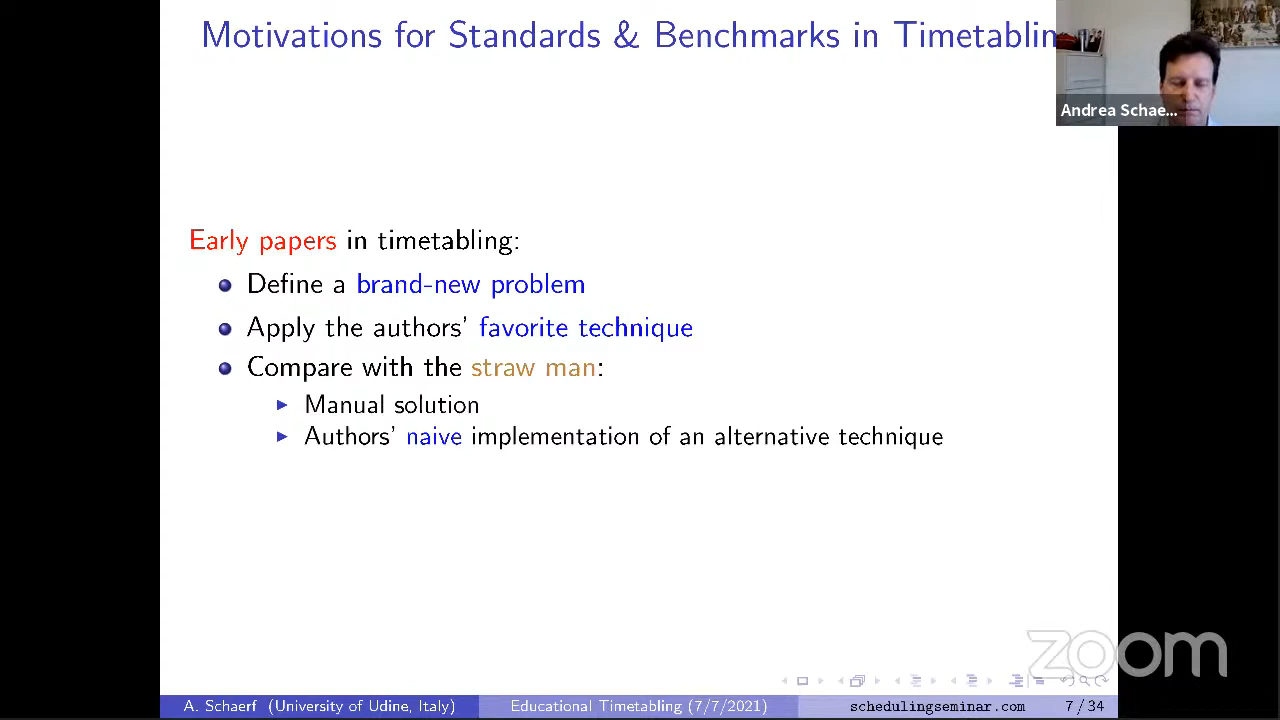 Motivations for Standards & Benchmarks in Timetablin
Andrea Schae...
Early papers in timetabling:
Define a brand-new problem
Apply the authors' favorite technique
Compare with the straw man:
Manual solution
Authors' naive implementation of an alternative technique
zoom
A. Schaerf (University of Udine, Italy)
Educational Timetabling (7/7/2021)
schedulingseminar.com
7 / 34